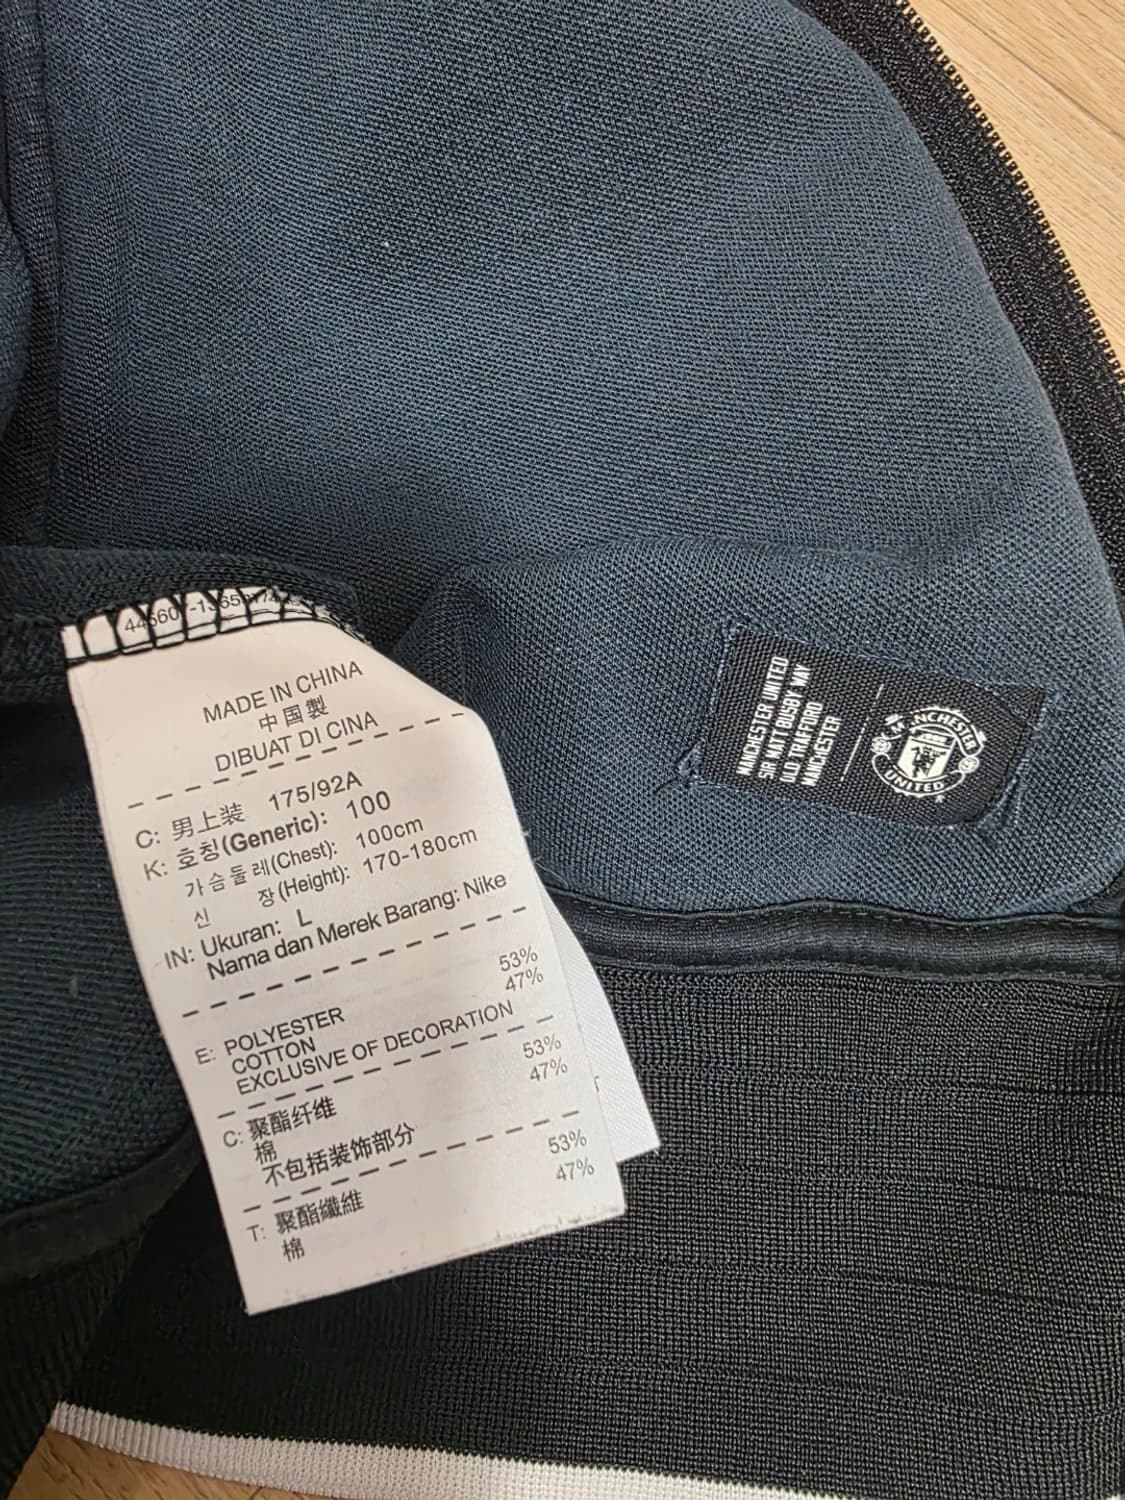 MADE IN CHINA
中国製
DIBUAT DI CINA
C: 男上装 175/92A
K: 호칭(Generic): 100
가슴둘레(Chest): 100cm
신 장(Height): 170-180cm
IN: Ukuran: L
Nama dan Merek Barang: Nike
53%
47%
E: POLYESTER
COTTON
EXCLUSIVE OF DECORATION
53%
47%
C: 聚酯纤维
棉
不包括装饰部分
53%
47%
T: 聚酯纖維
棉
MANCHESTER UNITED
SIR MATT BUSBY WAY
OLD TRAFFORD
MANCHESTER
MANCHESTER
UNITED